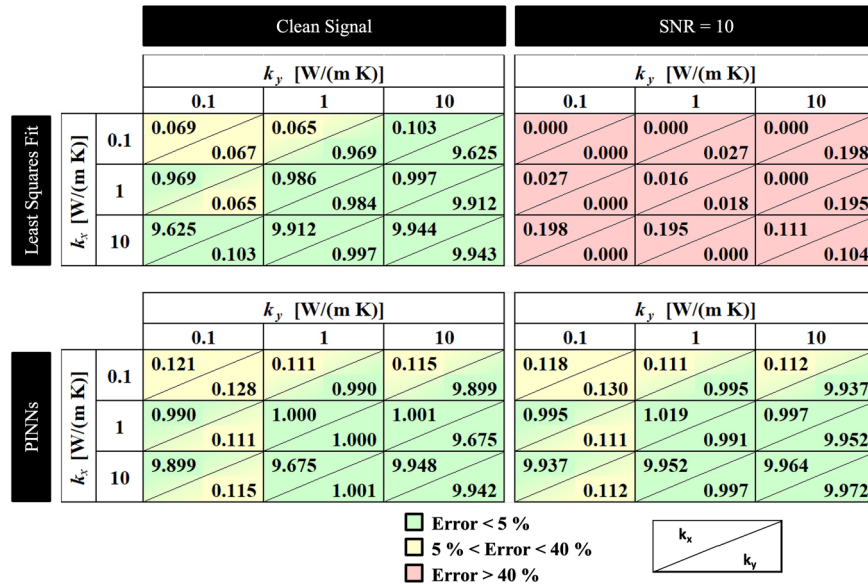 Clean Signal SNR = 10
k y [W/(m K)] k y [W/(m K)]
0.1 1 10 0.1 1 10
Least Squares Fit
k x [W/(m K)]
0.1 0.069 0.065 0.103 0.000 0.000 0.000
0.067 0.969 9.625 0.000 0.027 0.198
1 0.969 0.986 0.997 0.027 0.016 0.000
0.065 0.984 9.912 0.000 0.018 0.195
10 9.625 9.912 9.944 0.198 0.195 0.111
0.103 0.997 9.943 0.000 0.000 0.104
k y [W/(m K)] k y [W/(m K)]
0.1 1 10 0.1 1 10
PINNs
k x [W/(m K)]
0.1 0.121 0.111 0.115 0.118 0.111 0.112
0.128 0.990 9.899 0.130 0.995 9.937
1 0.990 1.000 1.001 0.995 1.019 0.997
0.111 1.000 9.675 0.111 0.991 9.952
10 9.899 9.675 9.948 9.937 9.952 9.964
0.115 1.001 9.942 0.112 0.997 9.972
Error < 5 %
5 % < Error < 40 %
Error > 40 %
k x
k y